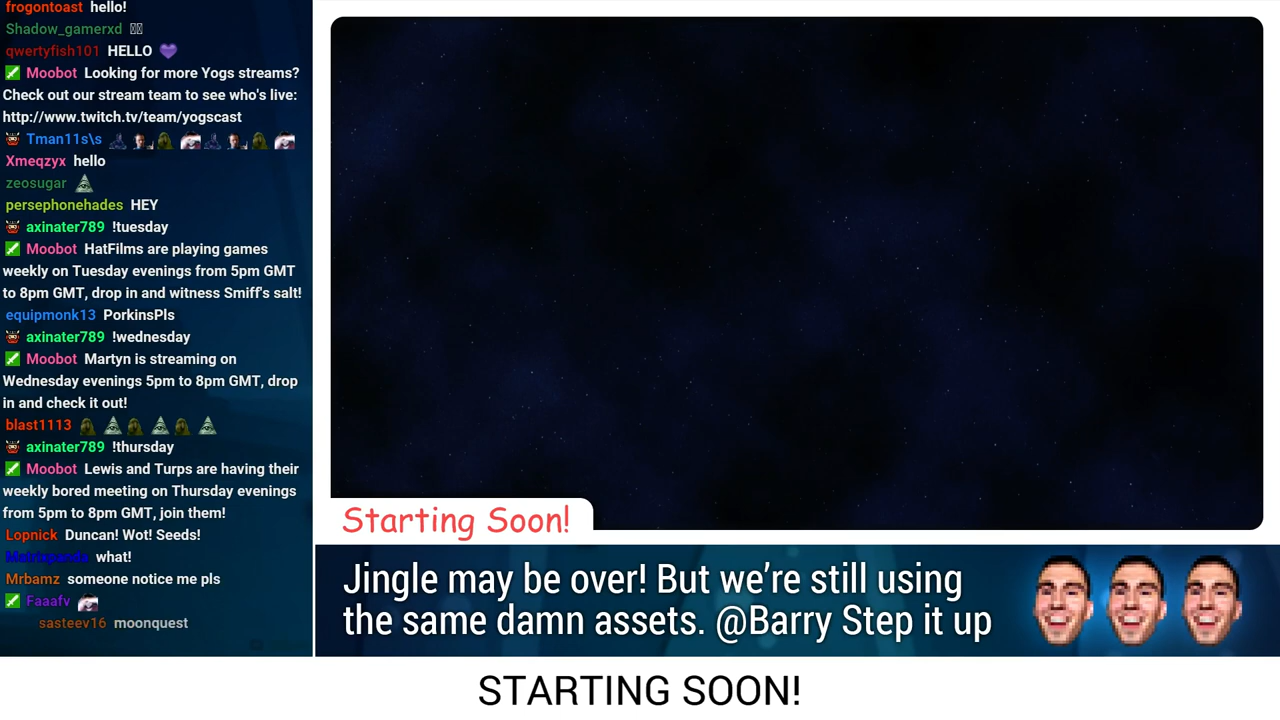 frogontoast hello!
Shadow_gamerxd
qwertyfish101 HELLO
Moobot Looking for more Yogs streams?
Check out our stream team to see who's live:
http://www.twitch.tv/team/yogscast
Tman11s\s
Xmeqzyx hello
zeosugar
persephonehades HEY
axinater789 !tuesday
Moobot HatFilms are playing games
weekly on Tuesday evenings from 5pm GMT
to 8pm GMT, drop in and witness Smiff's salt!
equipmonk13 PorkinsPls
axinater789 !wednesday
Moobot Martyn is streaming on
Wednesday evenings 5pm to 8pm GMT, drop
in and check it out!
blast1113
axinater789 !thursday
Moobot Lewis and Turps are having their
weekly bored meeting on Thursday evenings
from 5pm to 8pm GMT, join them!
Lopnick Duncan! Wot! Seeds!
what!
Mrbamz someone notice me pls
Faaafv
sasteev16 moonquest
Starting Soon!
Jingle may be over! But we’re still using
the same damn assets. @Barry Step it up
STARTING SOON!